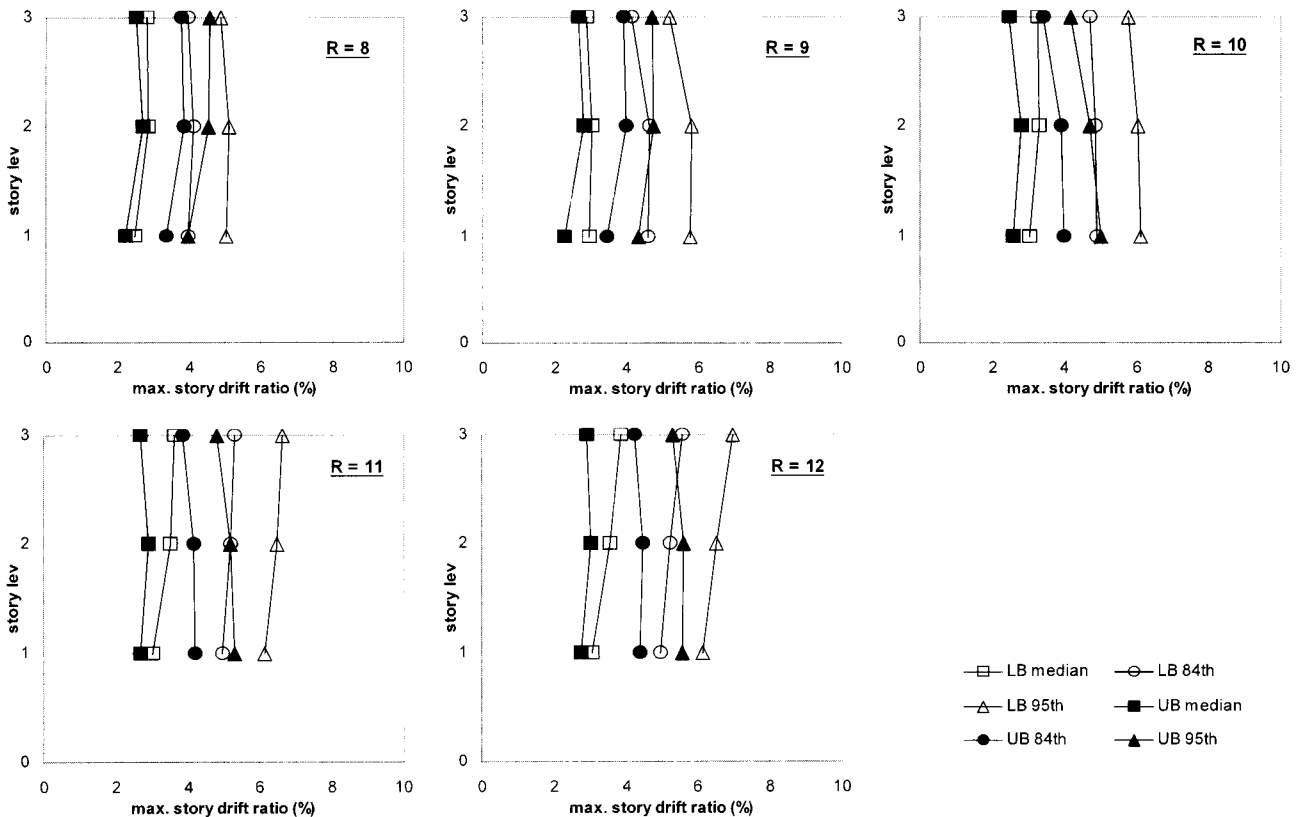 3
2
1
0
story lev
R = 8
0 2 4 6 8 10
max. story drift ratio (%)
3
2
1
0
story lev
R = 9
0 2 4 6 8 10
max. story drift ratio (%)
3
2
1
0
story lev
R = 10
0 2 4 6 8 10
max. story drift ratio (%)
3
2
1
0
story lev
R = 11
0 2 4 6 8 10
max. story drift ratio (%)
3
2
1
0
story lev
R = 12
0 2 4 6 8 10
max. story drift ratio (%)
LB median LB 84th
LB 95th UB median
UB 84th UB 95th